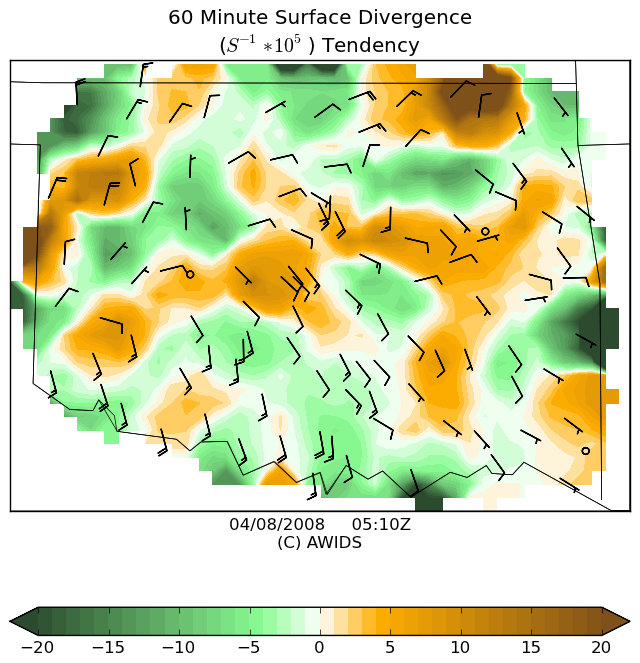 60 Minute Surface Divergence
(S⁻¹ *10⁵ ) Tendency
04/08/2008 05:10Z
(C) AWIDS
−20 −15 −10 −5 0 5 10 15 20